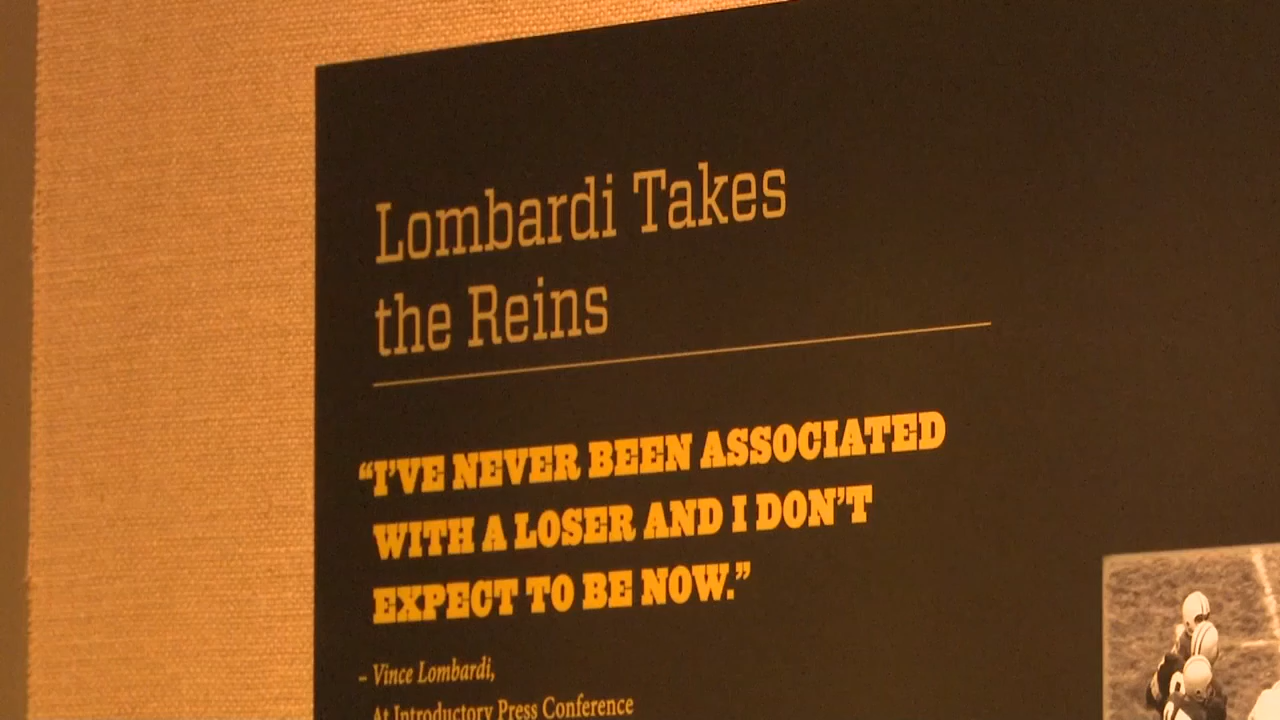 Lombardi Takes
the Reins
“I’VE NEVER BEEN ASSOCIATED
WITH A LOSER AND I DON’T
EXPECT TO BE NOW.”
– Vince Lombardi,
At Introductory Press Conference